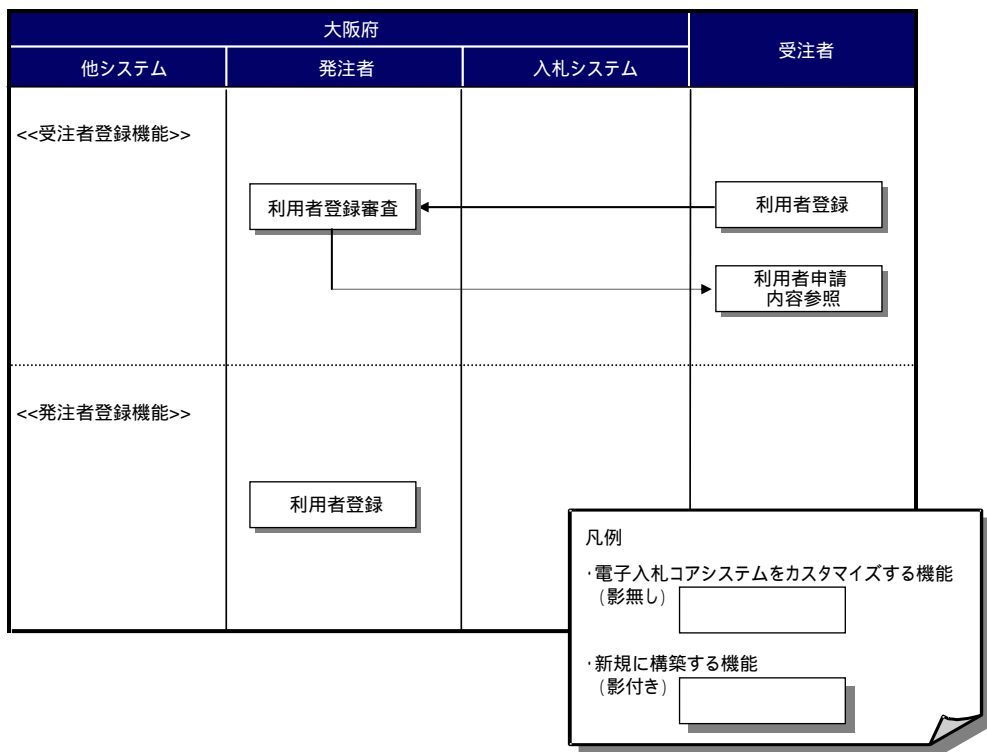 大阪府
受注者
他システム
発注者
入札システム
<<受注者登録機能>>
利用者登録審査
利用者登録
利用者申請
内容参照
<<発注者登録機能>>
利用者登録
凡例
・電子入札コアシステムをカスタマイズする機能
（影無し）
・新規に構築する機能
（影付き）